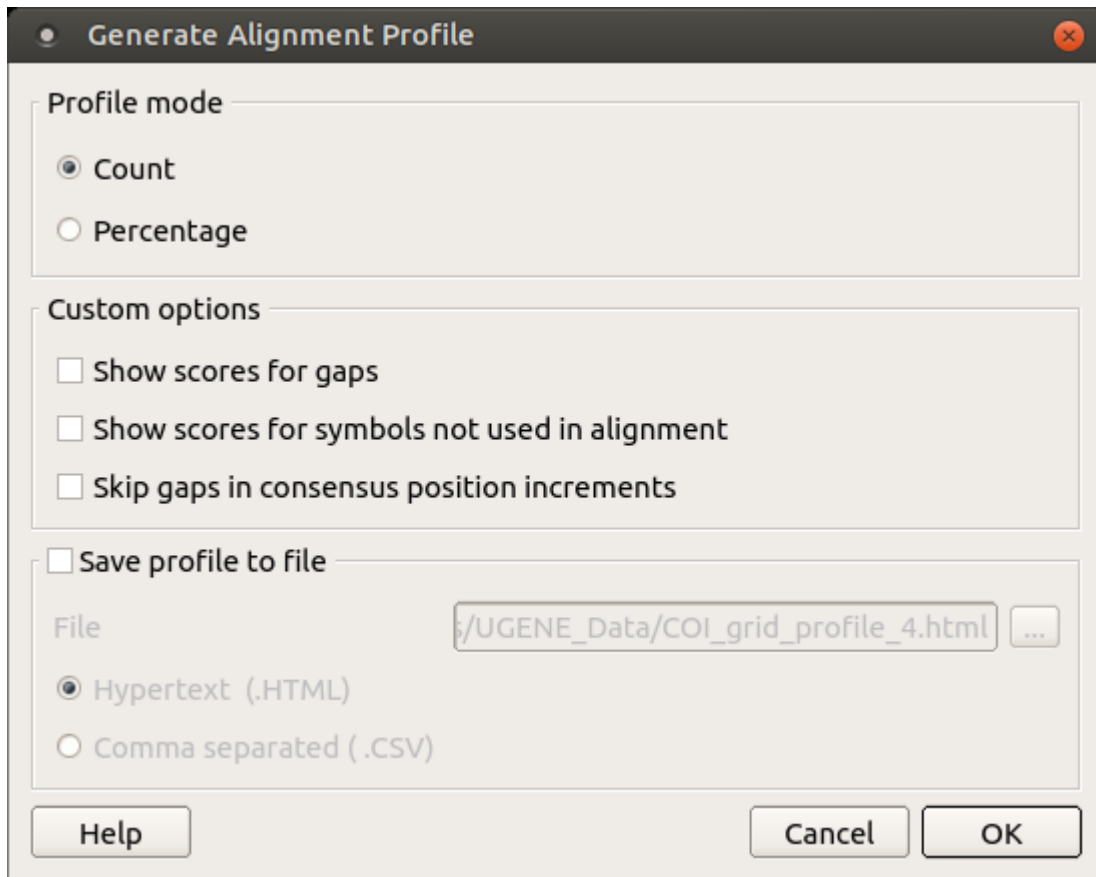 Generate Alignment Profile
Profile mode
Count
Percentage
Custom options
Show scores for gaps
Show scores for symbols not used in alignment
Skip gaps in consensus position increments
Save profile to file
File /UGENE_Data/COI_grid_profile_4.html ...
Hypertext (.HTML)
Comma separated ( .CSV)
Help Cancel OK